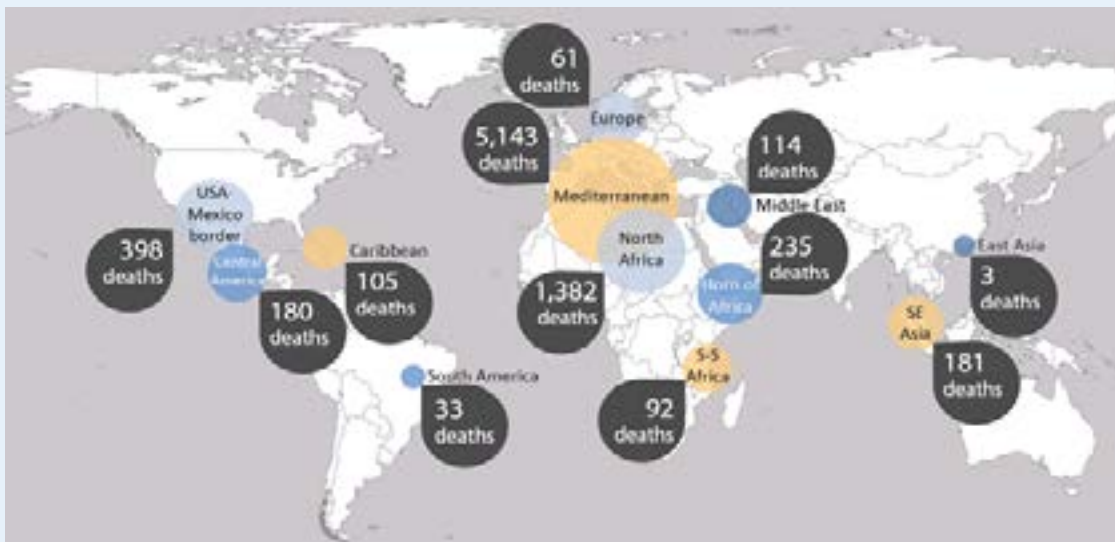 61
deaths
Europe
5,143
deaths
Mediterranean
114
deaths
Middle East
USA-
Mexico
border
398
deaths
Central
America
Caribbean
105
deaths
180
deaths
North
Africa
1,382
deaths
235
deaths
Horn of
Africa
East Asia
3
deaths
SE
Asia
181
deaths
S-S
Africa
92
deaths
South America
33
deaths